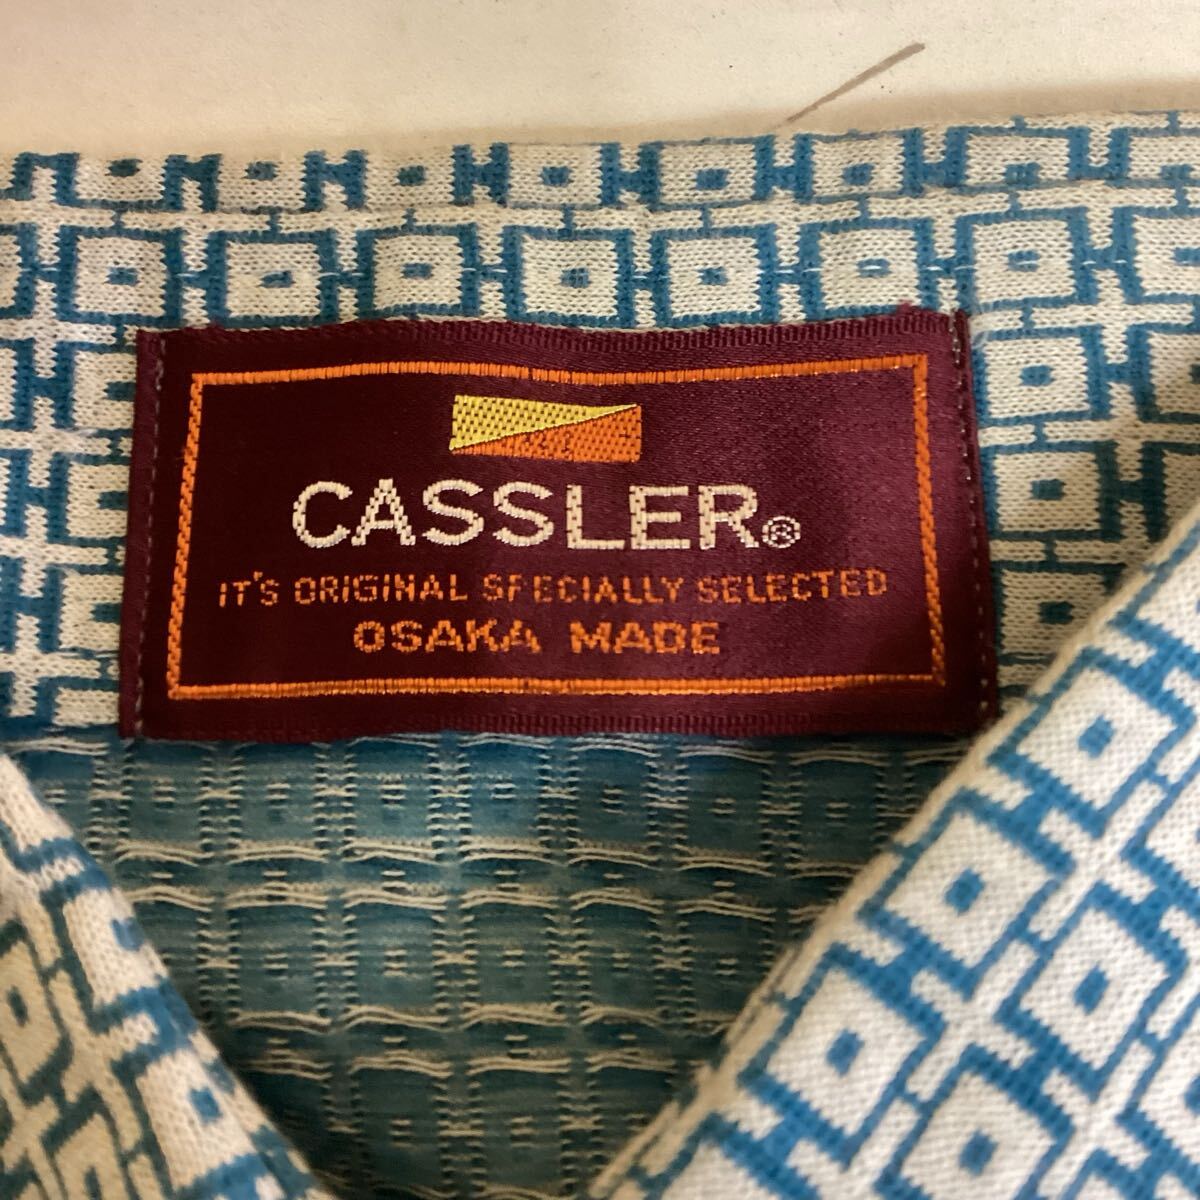 CASSLER®
IT'S ORIGINAL SPECIALLY SELECTED
OSAKA MADE